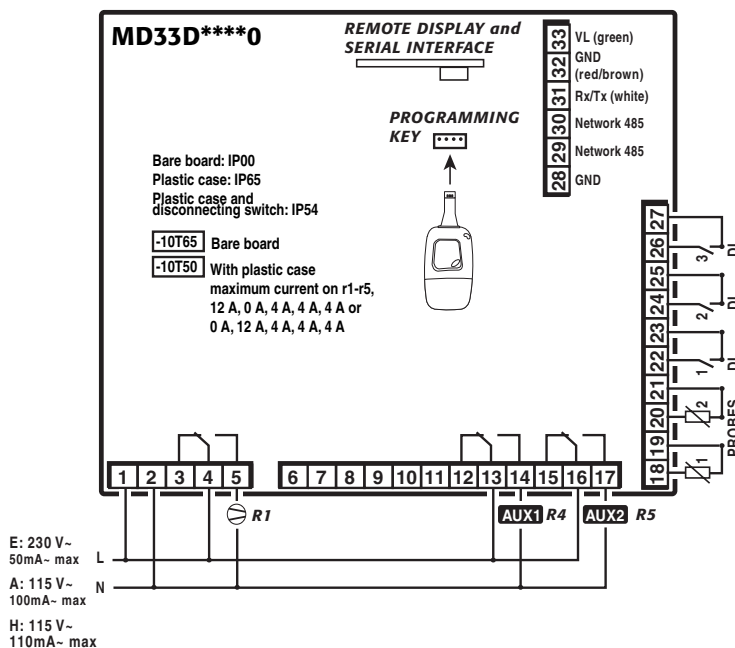 MD33D****0
REMOTE DISPLAY and
SERIAL INTERFACE
PROGRAMMING
KEY
33 VL (green)
32 GND
(red/brown)
31 Rx/Tx (white)
30 Network 485
29 Network 485
28 GND
Bare board: IP00
Plastic case: IP65
Plastic case and
disconnecting switch: IP54
-10T65 Bare board
-10T50 With plastic case
maximum current on r1-r5,
12 A, 0 A, 4 A, 4 A, 4 A or
0 A, 12 A, 4 A, 4 A, 4 A
27
26 3 DI
25
24 2 DI
23
22 1 DI
21
20 2 PROBES
19
18 1
1 2 3 4 5
6 7 8 9 10 11 12 13 14 15 16 17
R1
AUX1 R4
AUX2 R5
E: 230 V~
50mA~ max
L
A: 115 V~
100mA~ max
N
H: 115 V~
110mA~ max